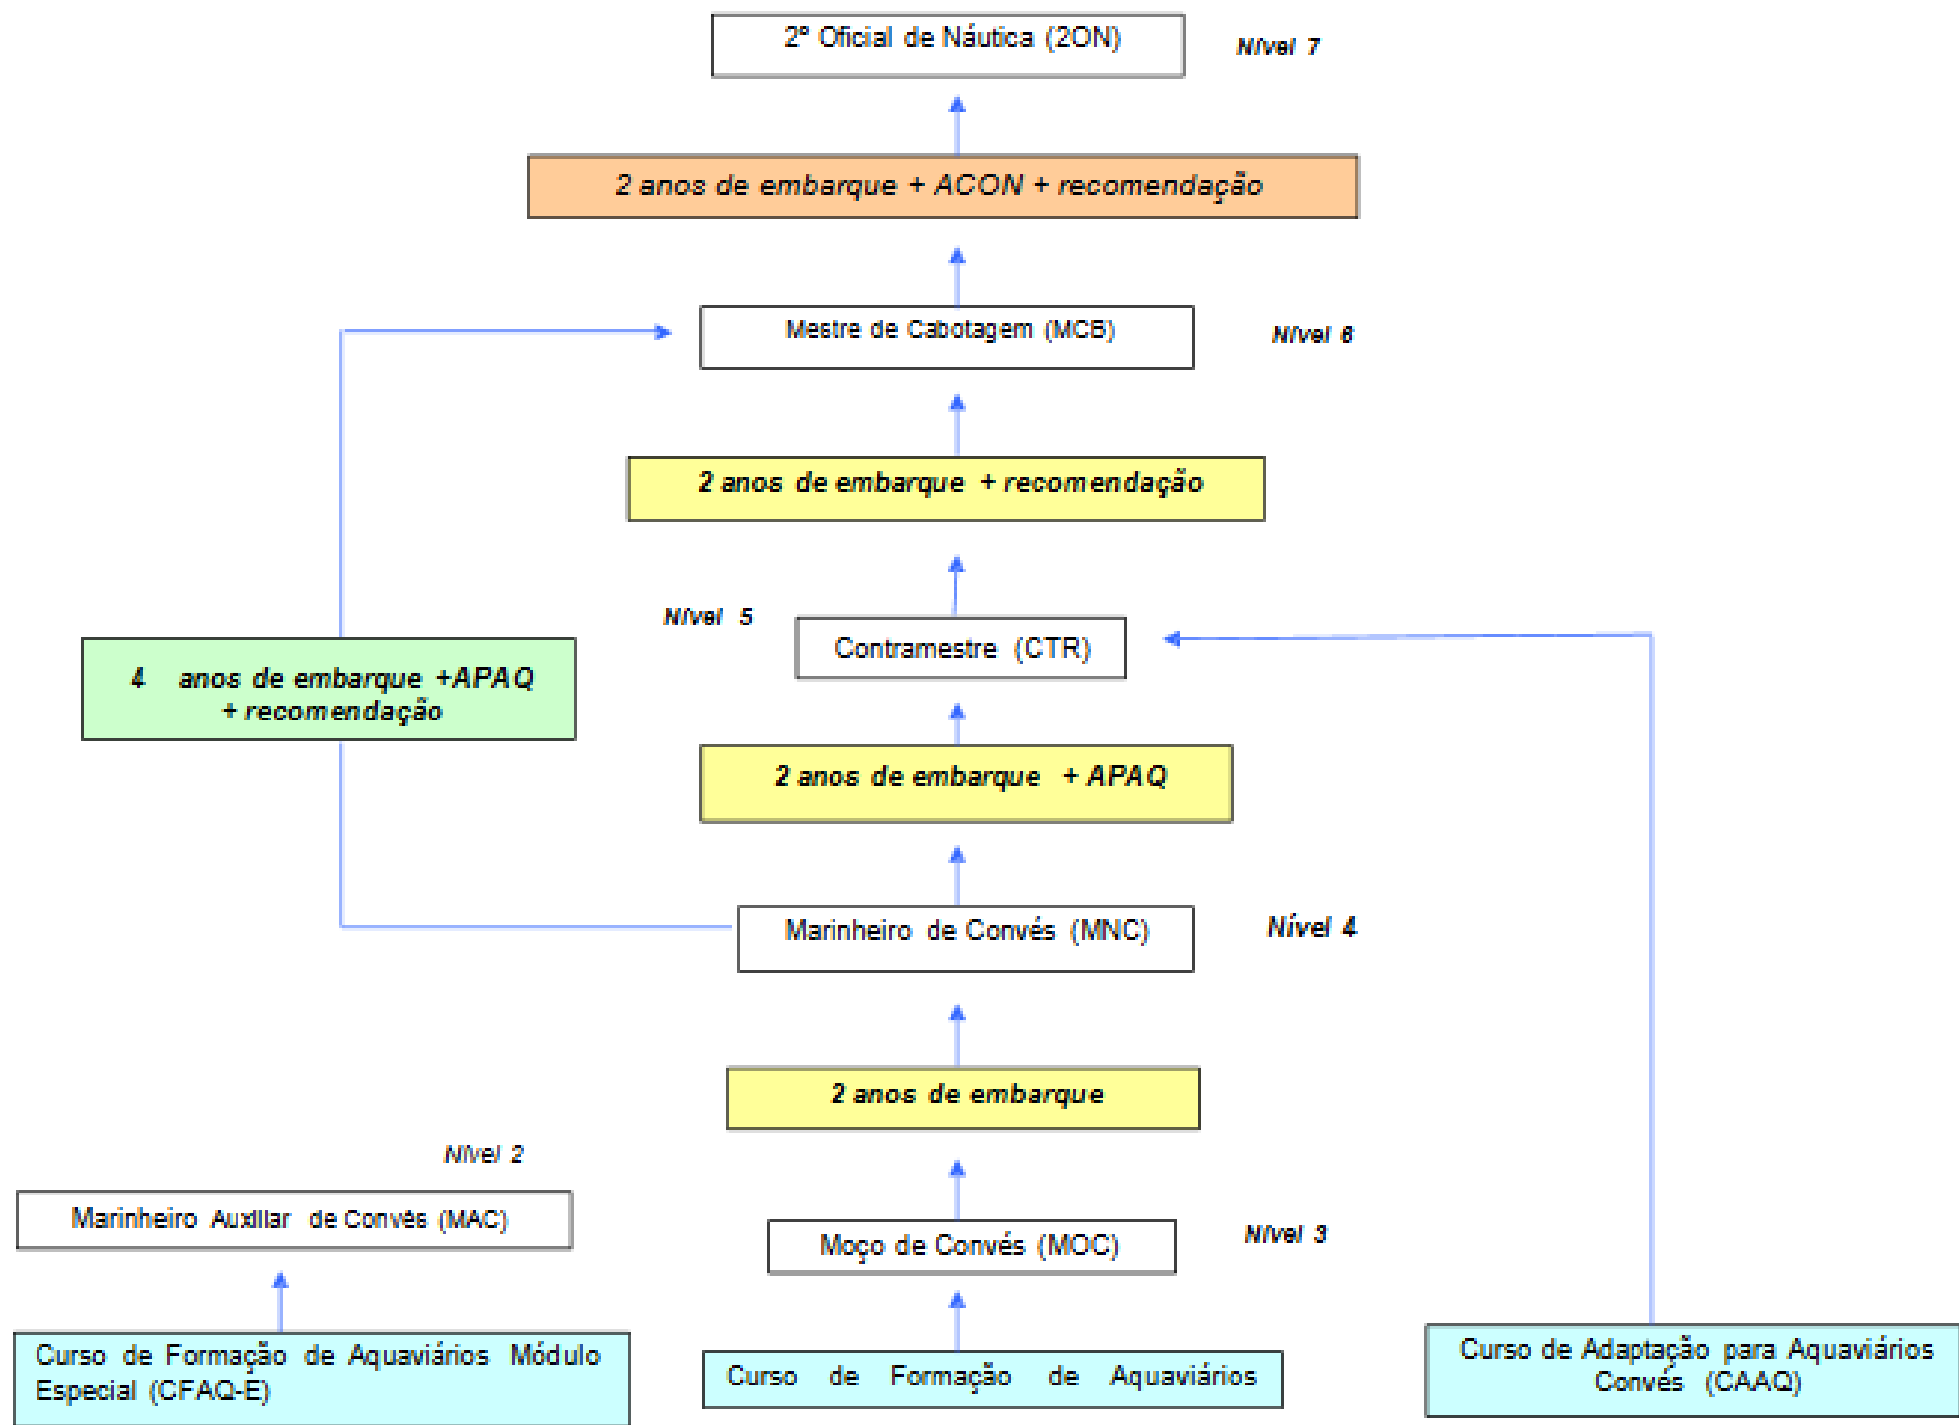 2º Oficial de Náutica (2ON)
Nível 7
2 anos de embarque + ACON + recomendação
Mestre de Cabotagem (MCB)
Nível 6
2 anos de embarque + recomendação
Nível 5
Contramestre (CTR)
4 anos de embarque +APAQ
+ recomendação
2 anos de embarque + APAQ
Marinheiro de Convés (MNC)
Nível 4
2 anos de embarque
Nível 2
Marinheiro Auxiliar de Convés (MAC)
Moço de Convés (MOC)
Nível 3
Curso de Formação de Aquaviários Módulo
Especial (CFAQ-E)
Curso de Formação de Aquaviários
Curso de Adaptação para Aquaviários
Convés (CAAQ)